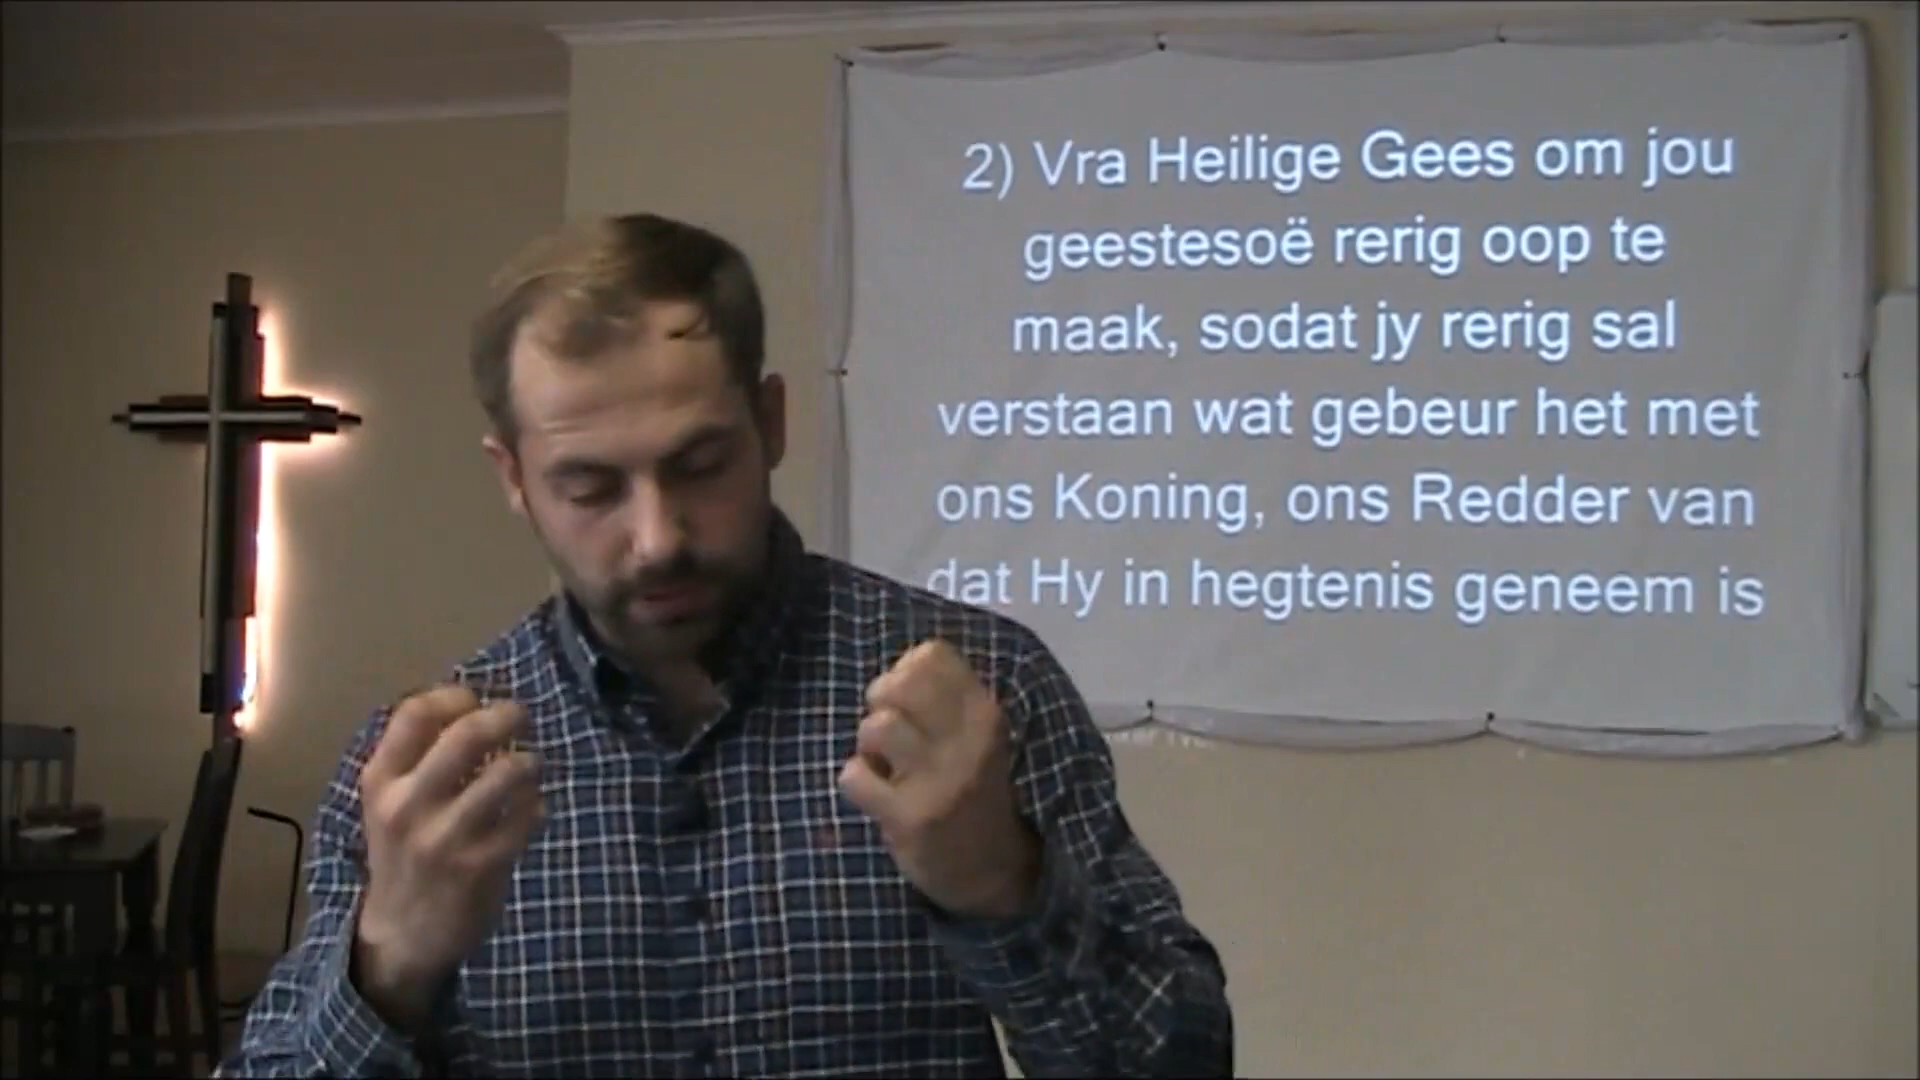 2) Vra Heilige Gees om jou
geestesoë rerig oop te
maak, sodat jy rerig sal
verstaan wat gebeur het met
ons Koning, ons Redder van
dat Hy in hegtenis geneem is